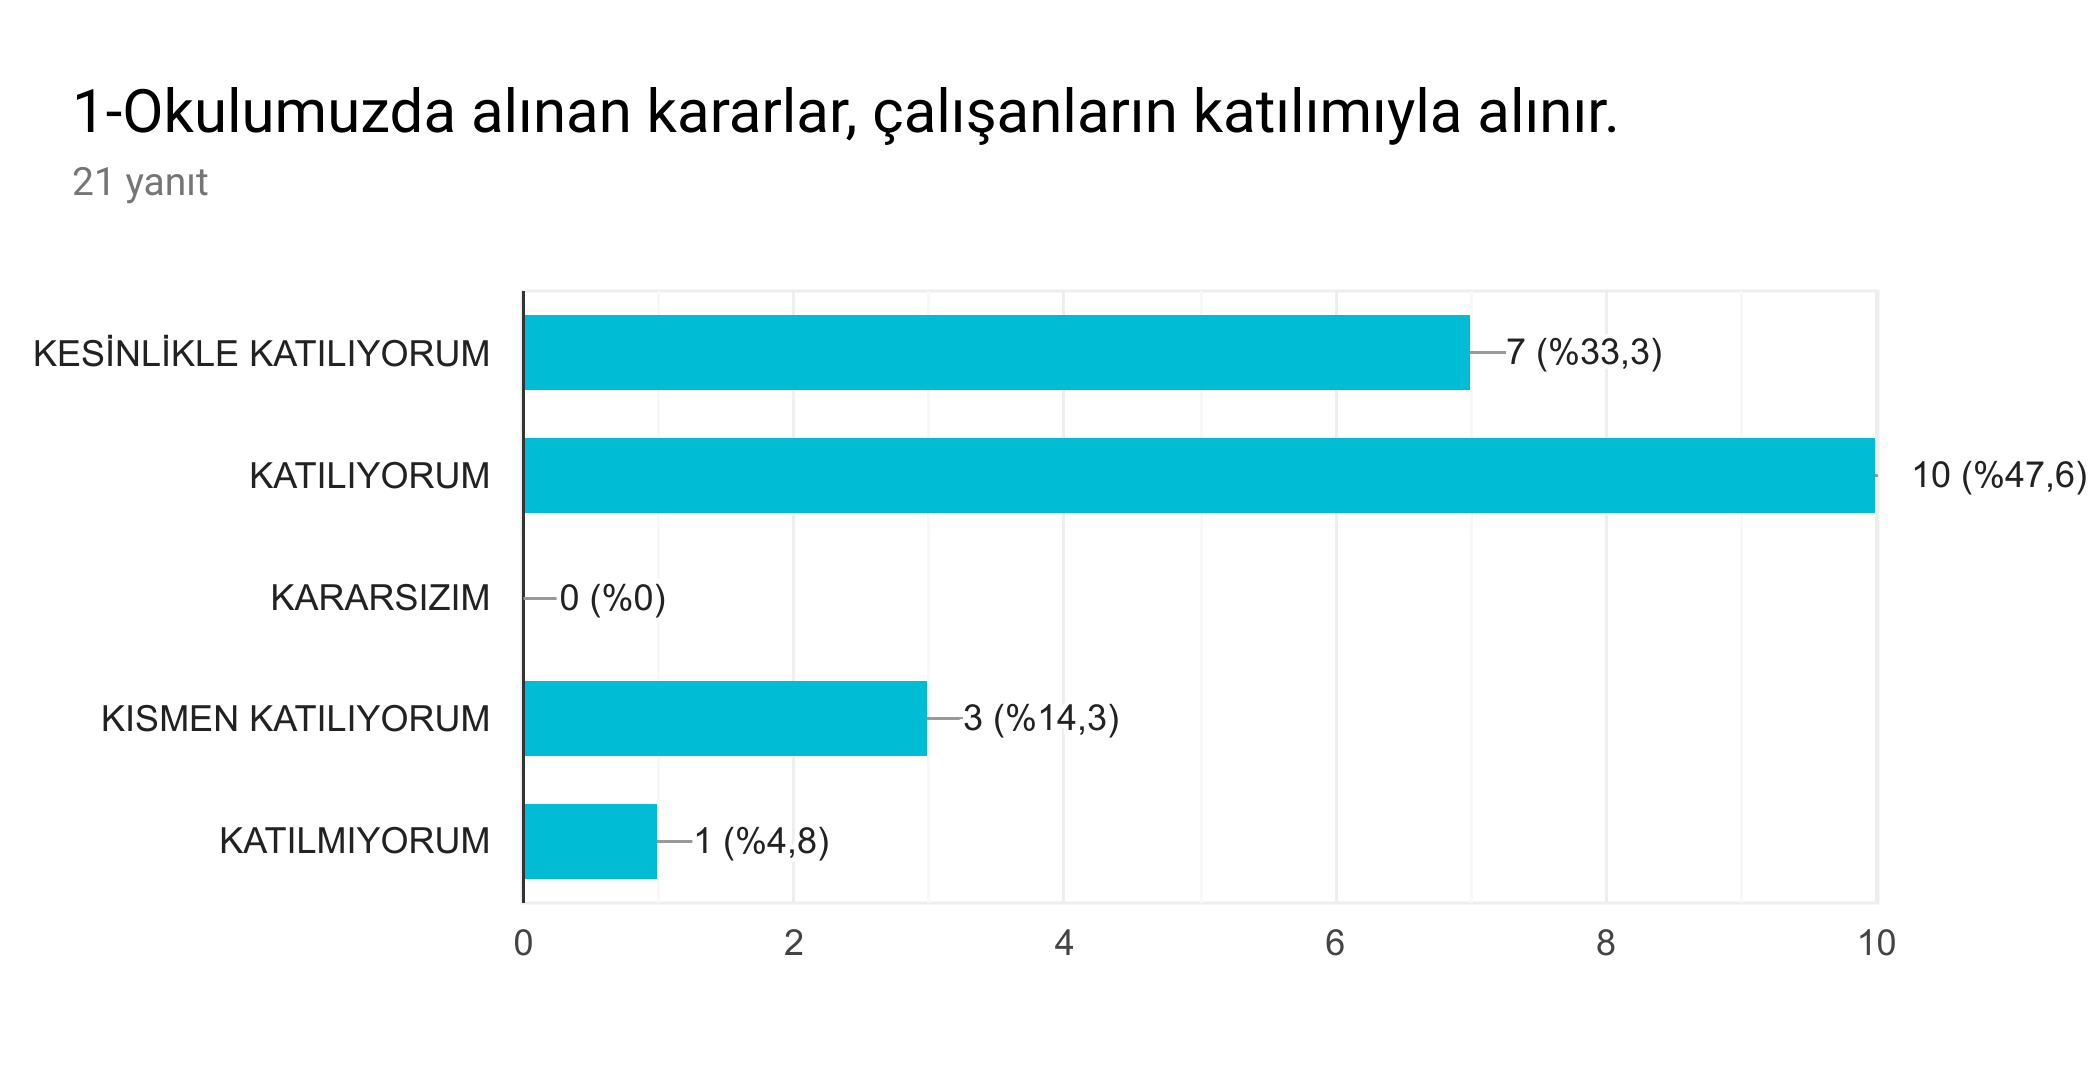 1-Okulumuzda alınan kararlar, çalışanların katılımıyla alınır.
21 yanıt
KESİNLİKLE KATILIYORUM 7 (%33,3)
KATILIYORUM 10 (%47,6)
KARARSIZIM 0 (%0)
KISMEN KATILIYORUM 3 (%14,3)
KATILMIYORUM 1 (%4,8)
0 2 4 6 8 10